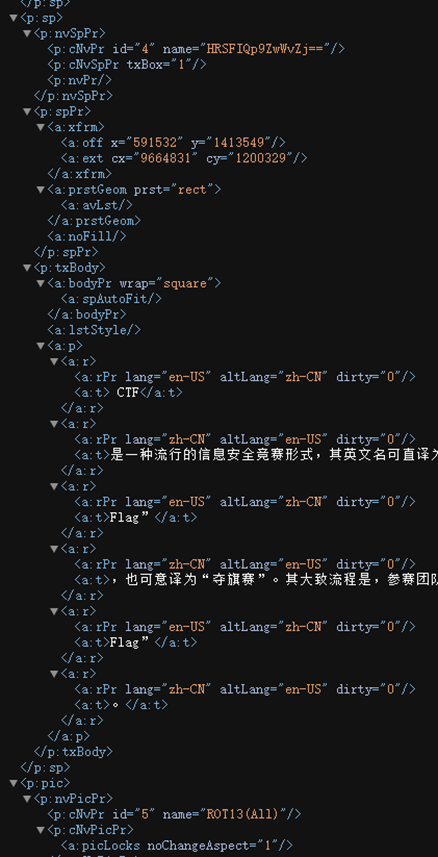 </p:sp>
▼<p:sp>
▼<p:nvSpPr>
<p:cNvPr id="4" name="HRSFIQp9ZwWvZj=="/>
<p:cNvSpPr txBox="1"/>
<p:nvPr/>
</p:nvSpPr>
▼<p:spPr>
▼<a:xfrm>
<a:off x="591532" y="1413549"/>
<a:ext cx="9664831" cy="1200329"/>
</a:xfrm>
▼<a:prstGeom prst="rect">
<a:avLst/>
</a:prstGeom>
<a:noFill/>
</p:spPr>
▼<p:txBody>
▼<a:bodyPr wrap="square">
<a:spAutoFit/>
</a:bodyPr>
<a:lstStyle/>
▼<a:p>
▼<a:r>
<a:rPr lang="en-US" altLang="zh-CN" dirty="0"/>
<a:t> CTF</a:t>
</a:r>
▼<a:r>
<a:rPr lang="zh-CN" altLang="en-US" dirty="0"/>
<a:t>是一种流行的信息安全竞赛形式，其英文名可直译为
</a:r>
▼<a:r>
<a:rPr lang="en-US" altLang="zh-CN" dirty="0"/>
<a:t>Flag”</a:t>
</a:r>
▼<a:r>
<a:rPr lang="zh-CN" altLang="en-US" dirty="0"/>
<a:t>，也可意译为“夺旗赛”。其大致流程是，参赛团队
</a:r>
▼<a:r>
<a:rPr lang="en-US" altLang="zh-CN" dirty="0"/>
<a:t>Flag”</a:t>
</a:r>
▼<a:r>
<a:rPr lang="zh-CN" altLang="en-US" dirty="0"/>
<a:t>。</a:t>
</a:r>
</a:p>
</p:txBody>
</p:sp>
▼<p:pic>
▼<p:nvPicPr>
<p:cNvPr id="5" name="ROT13(All)"/>
▼<p:cNvPicPr>
<a:picLocks noChangeAspect="1"/>